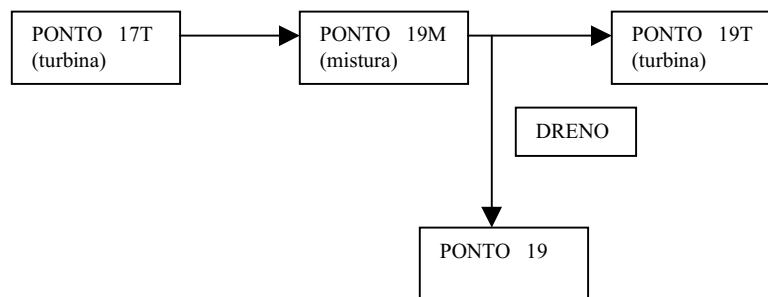 PONTO 17T
(turbina)
PONTO 19M
(mistura)
PONTO 19T
(turbina)
DRENO
PONTO 19